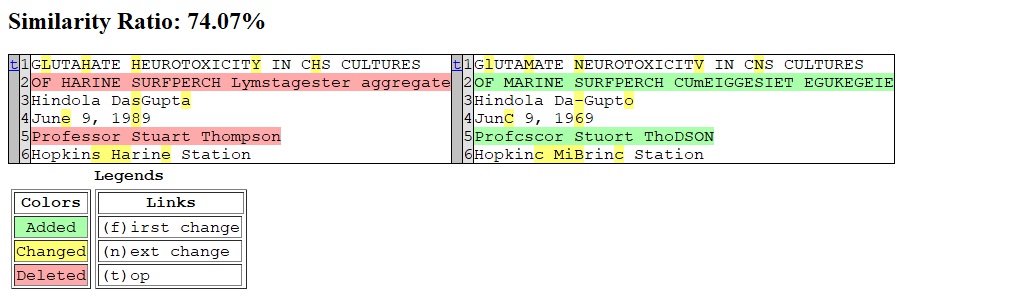 Similarity Ratio: 74.07%
t 1 GLUTAHATE HEUROTOXICITY IN CHS CULTURES t 1 GlUTAMATE NEUROTOXICITV IN CNS CULTURES
2 OF HARINE SURFPERCH Lymstagester aggregate 2 OF MARINE SURFPERCH CUmEIGGESIET EGUKEGEIE
3 Hindola DasGupta 3 Hindola Da-Gupto
4 June 9, 1989 4 JunC 9, 1969
5 Professor Stuart Thompson 5 Profcscor Stuort ThoDSON
6 Hopkins Harine Station 6 Hopkinc MiBrinc Station
Legends
Colors Links
Added (f)irst change
Changed (n)ext change
Deleted (t)op